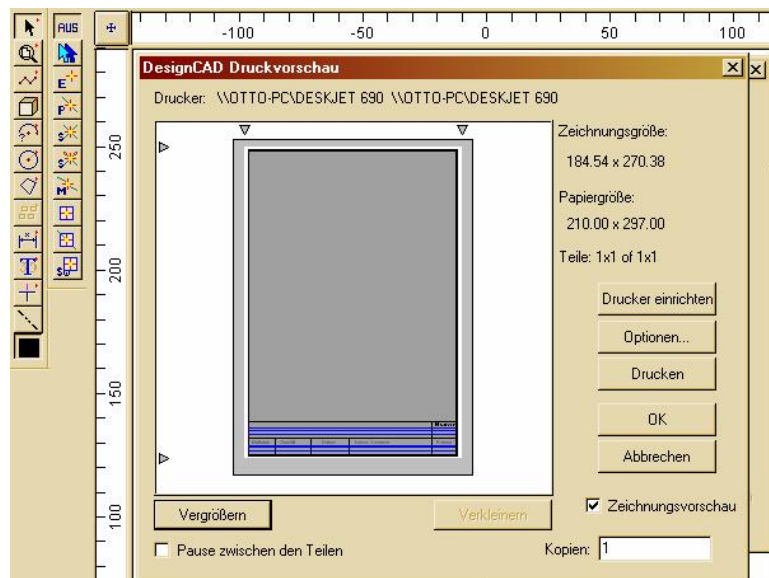 AUS
-100 -50 0 50 100
DesignCAD Druckvorschau
Drucker: \\OTTO-PC\DESKJET 690 \\OTTO-PC\DESKJET 690
Zeichnungsgröße:
184.54 x 270.38
Papiergröße:
210.00 x 297.00
Teile: 1x1 of 1x1
Drucker einrichten
Optionen...
Drucken
OK
Abbrechen
Vergrößern
Verkleinern
Zeichnungsvorschau
Pause zwischen den Teilen
Kopien: 1
250
200
150
100
E
P
S
S
M
S
T